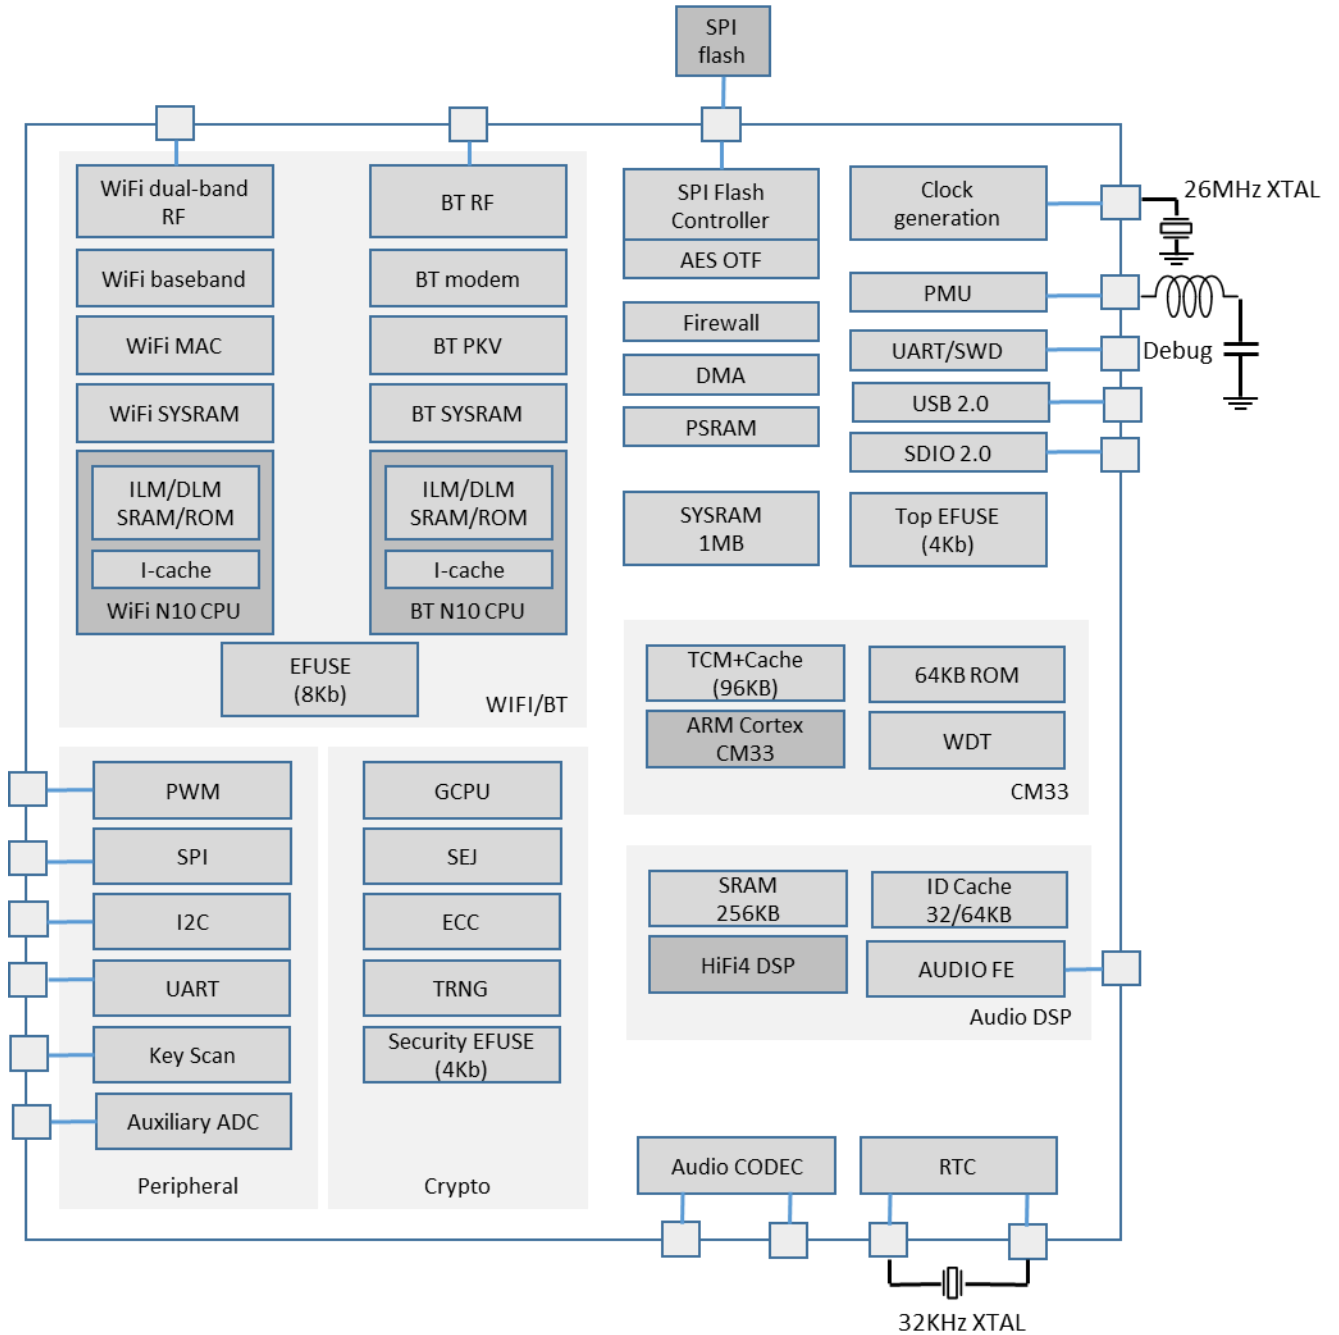 SPI
flash
WiFi dual-band
RF
WiFi baseband
WiFi MAC
WiFi SYSRAM
ILM/DLM
SRAM/ROM
I-cache
WiFi N10 CPU
BT RF
BT modem
BT PKV
BT SYSRAM
ILM/DLM
SRAM/ROM
I-cache
BT N10 CPU
EFUSE
(8Kb)
WIFI/BT
SPI Flash
Controller
AES OTF
Firewall
DMA
PSRAM
SYSRAM
1MB
Clock
generation
PMU
UART/SWD
USB 2.0
SDIO 2.0
Top EFUSE
(4Kb)
26MHz XTAL
Debug
TCM+Cache
(96KB)
64KB ROM
ARM Cortex
CM33
WDT
CM33
PWM
SPI
I2C
UART
Key Scan
Auxiliary ADC
Peripheral
GCPU
SEJ
ECC
TRNG
Security EFUSE
(4Kb)
Crypto
SRAM
256KB
ID Cache
32/64KB
HiFi4 DSP
AUDIO FE
Audio DSP
Audio CODEC
RTC
32KHz XTAL